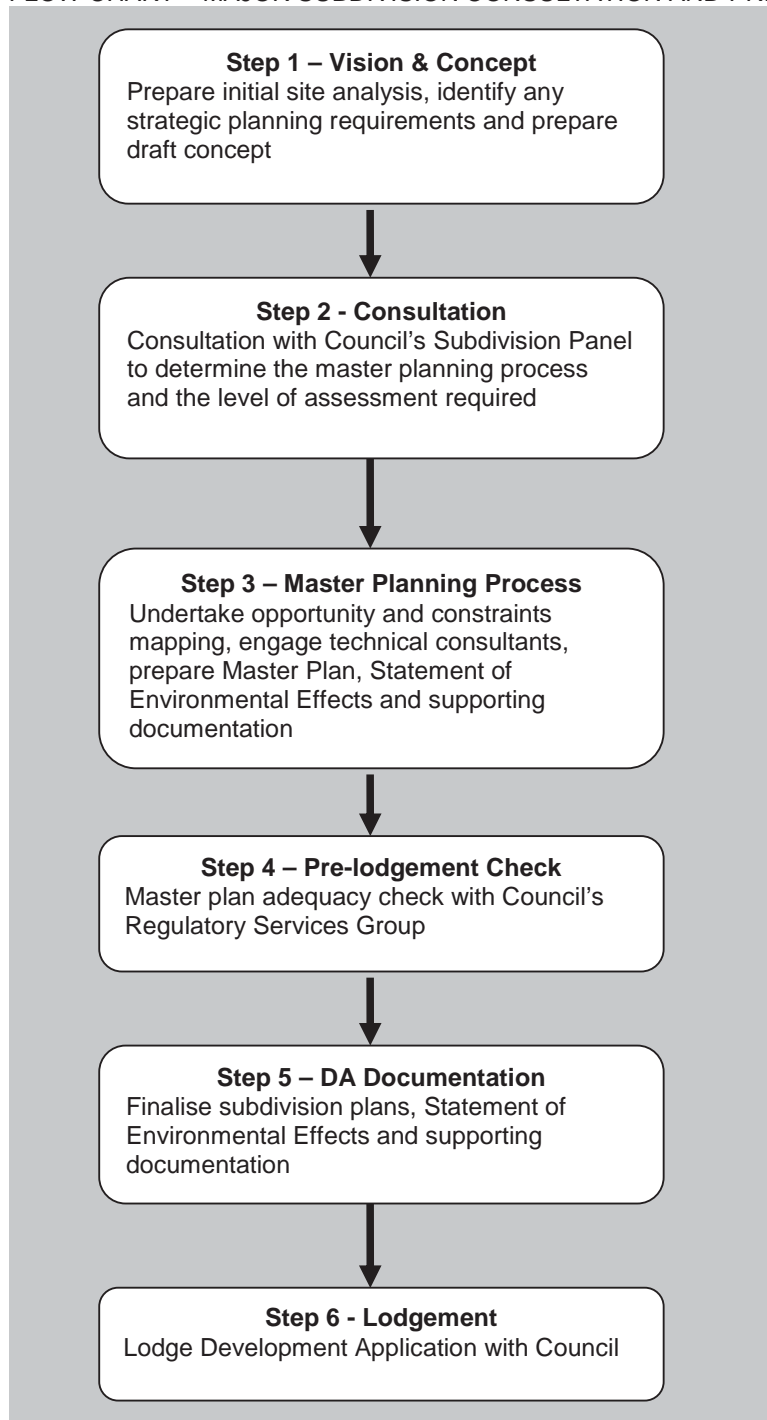 Step 1 – Vision & Concept
Prepare initial site analysis, identify any
strategic planning requirements and prepare
draft concept
Step 2 - Consultation
Consultation with Council's Subdivision Panel
to determine the master planning process
and the level of assessment required
Step 3 – Master Planning Process
Undertake opportunity and constraints
mapping, engage technical consultants,
prepare Master Plan, Statement of
Environmental Effects and supporting
documentation
Step 4 – Pre-lodgement Check
Master plan adequacy check with Council's
Regulatory Services Group
Step 5 – DA Documentation
Finalise subdivision plans, Statement of
Environmental Effects and supporting
documentation
Step 6 - Lodgement
Lodge Development Application with Council